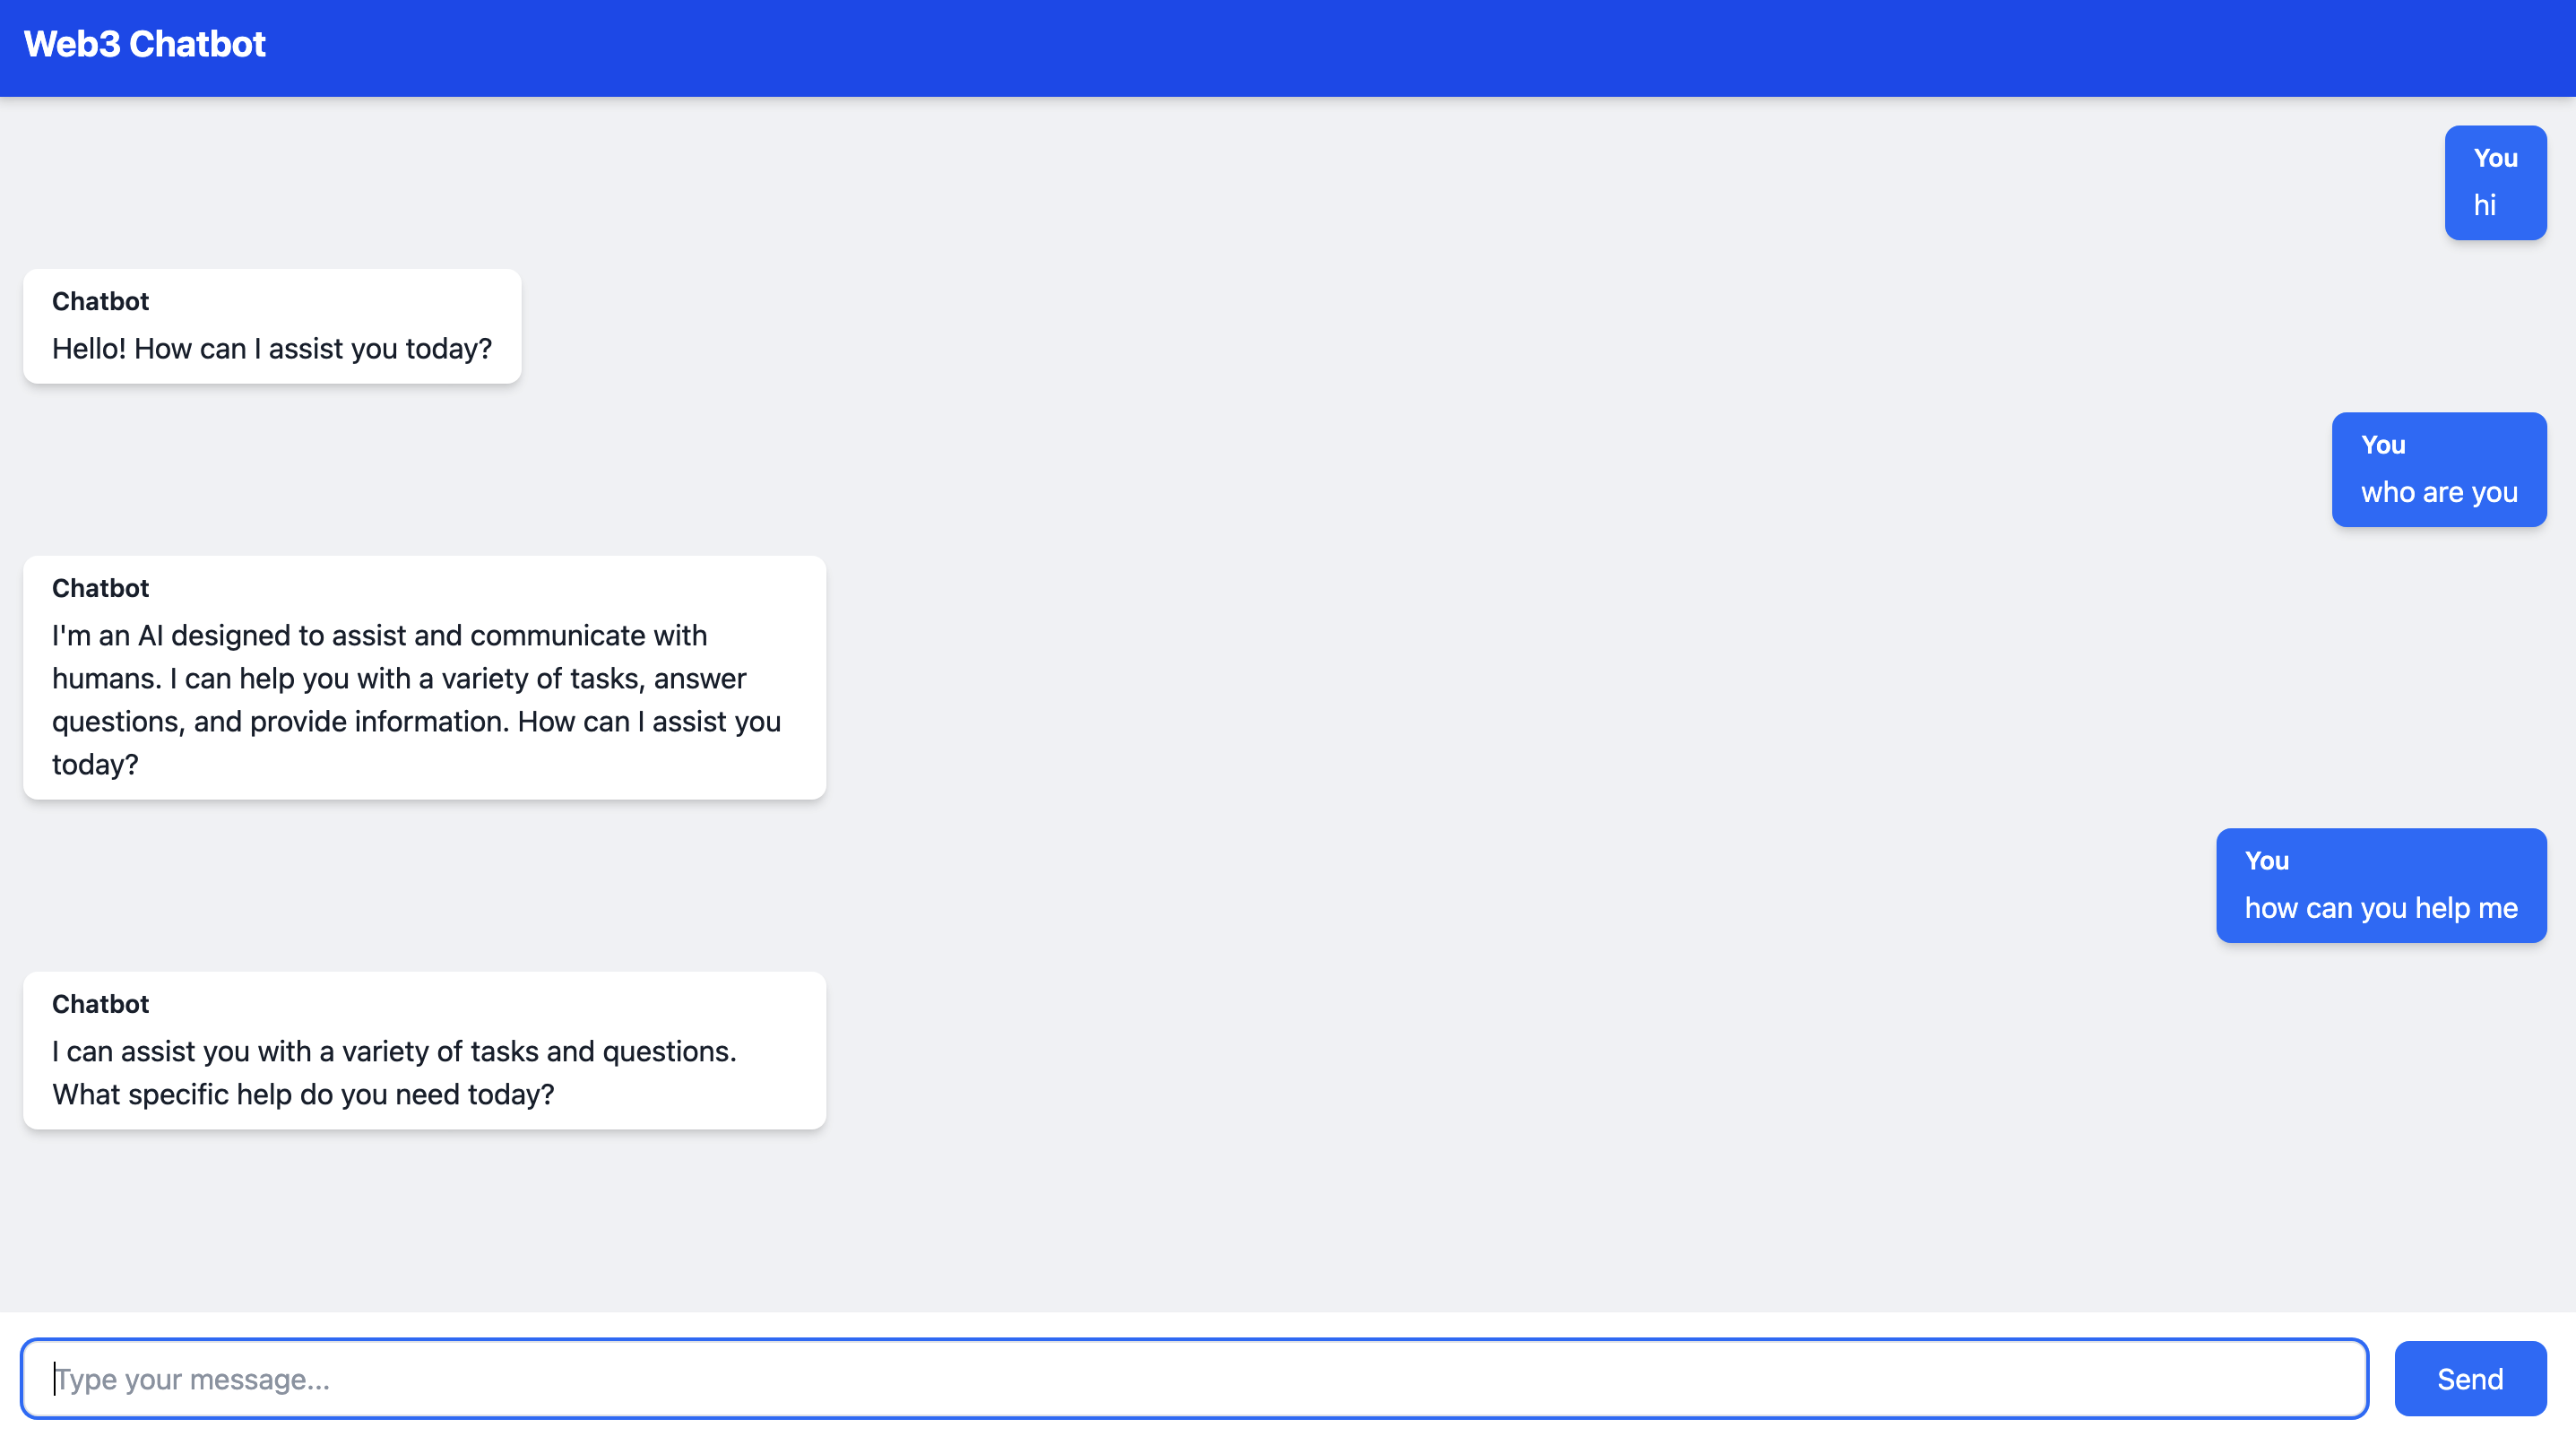 Web3 Chatbot
You
hi
Chatbot
Hello! How can I assist you today?
You
who are you
Chatbot
I'm an AI designed to assist and communicate with
humans. I can help you with a variety of tasks, answer
questions, and provide information. How can I assist you
today?
You
how can you help me
Chatbot
I can assist you with a variety of tasks and questions.
What specific help do you need today?
Type your message...
Send